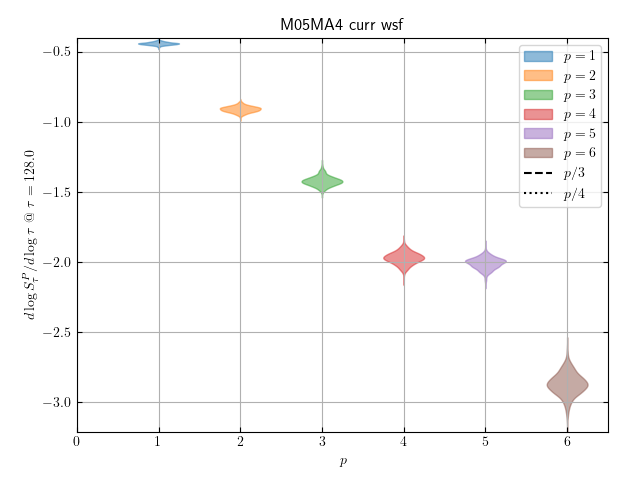 M05MA4 curr wsf
d log S_τ^P/d log τ @ τ = 128.0
−0.5
−1.0
−1.5
−2.0
−2.5
−3.0
0
1
2
3
4
5
6
p
p = 1
p = 2
p = 3
p = 4
p = 5
p = 6
p/3
p/4